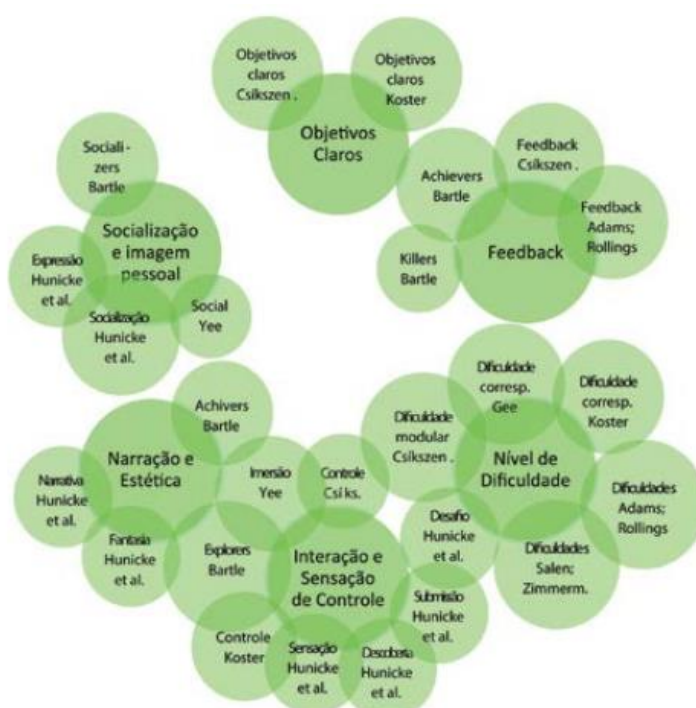 Objetivos
claros
Csikszen .
Objetivos
claros
Koster
Objetivos
Claros
Achievers
Bartle
Feedback
Csikszen .
Feedback
Adams;
Rollings
Feedback
Killers
Bartle
Sociali-
zers
Bartle
Socialização
e imagem
pessoal
Expressão
Hunicke
et al.
Socialização
Hunicke
et al.
Social
Yee
Achivers
Bartle
Narração e
Estética
Narrativa
Hunicke
et al.
Fantasia
Hunicke
et al.
Imersão
Yee
Explorers
Bartle
Controle
Csiks.
Interação e
Sensação
de Controle
Controle
Koster
Sensação
Hunicke
et al.
Descoberta
Hunicke
et al.
Submissão
Hunicke
et al.
Desafio
Hunicke
et al.
Dificuldade
modular
Csikszen .
Dificuldade
corresp.
Gee
Dificuldade
corresp.
Koster
Nível de
Dificuldade
Dificuldades
Adams;
Rollings
Dificuldades
Salen;
Zimmerm.